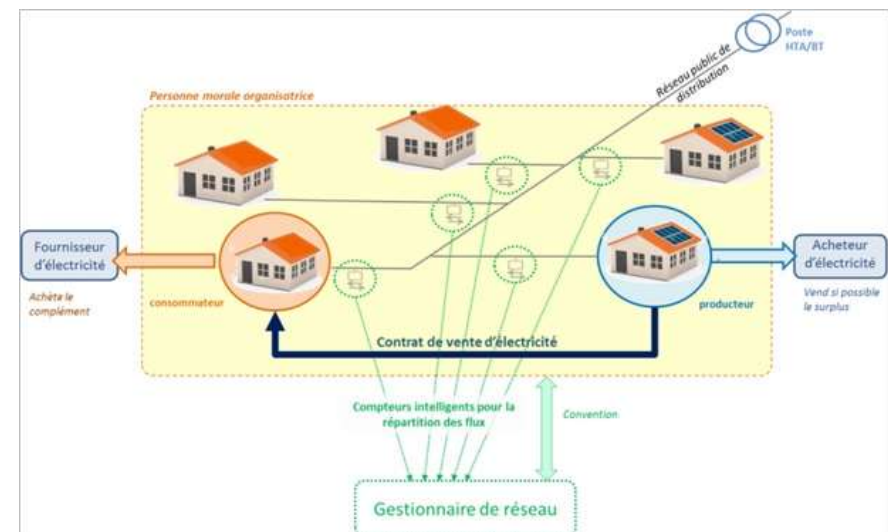 Poste
HTA/BT
Réseau public de
distribution
Personne morale organisatrice
Fournisseur
d'électricité
Achète le
complément
consommateur
producteur
Acheteur
d'électricité
Vend si possible
le surplus
Contrat de vente d'électricité
Compteurs intelligents pour la
répartition des flux
Convention
Gestionnaire de réseau